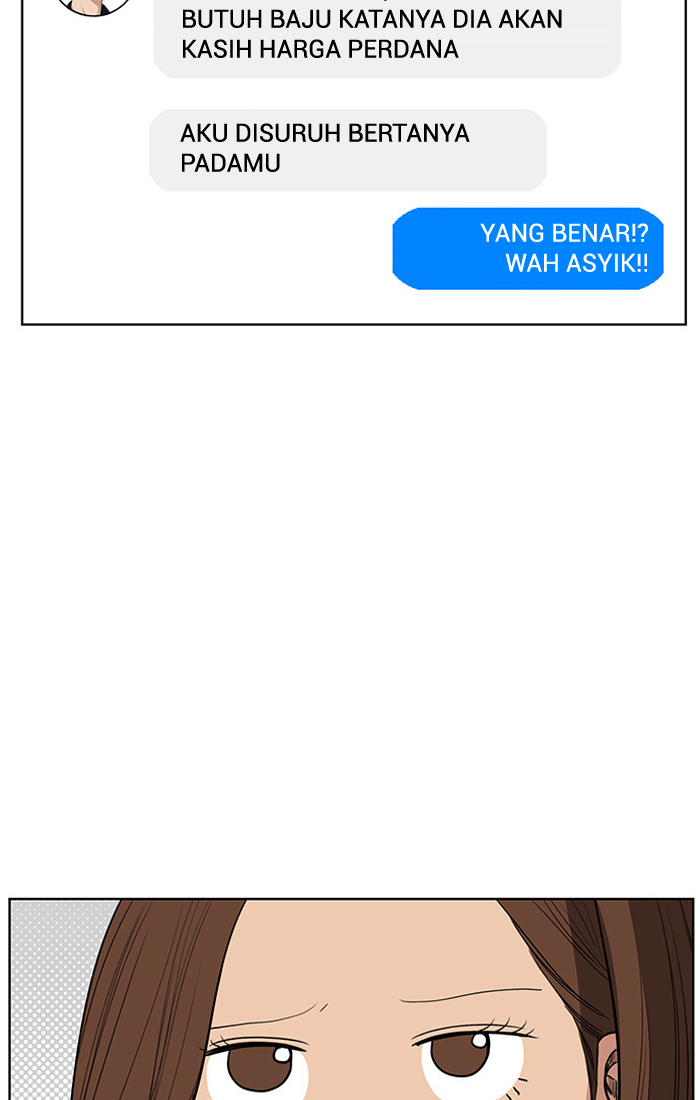 BUTUH BAJU KATANYA DIA AKAN
KASIH HARGA PERDANA
AKU DISURUH BERTANYA
PADAMU
YANG BENAR!?
WAH ASYIK!!